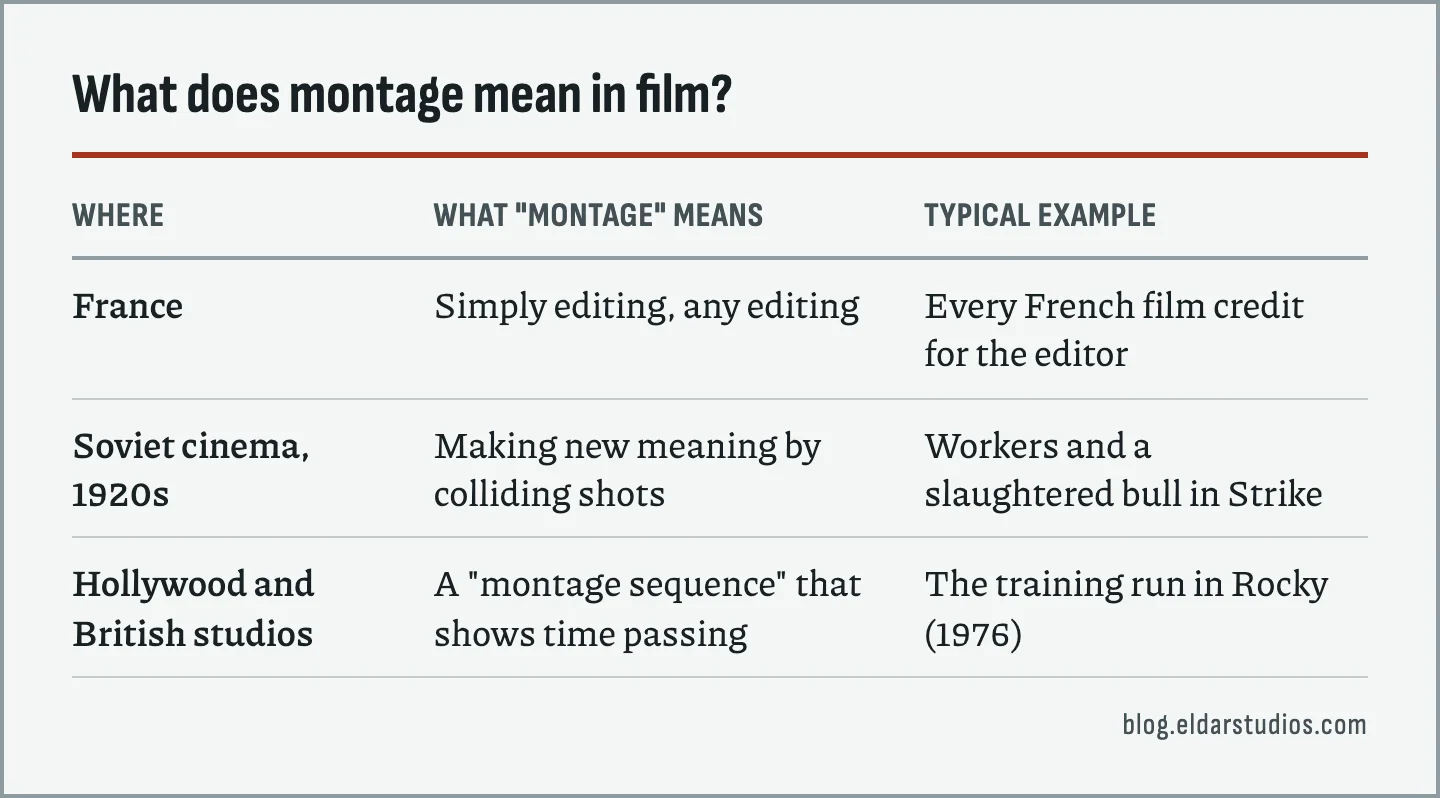 What does montage mean in film?
WHERE
WHAT "MONTAGE" MEANS
TYPICAL EXAMPLE
France
Simply editing, any editing
Every French film credit
for the editor
Soviet cinema,
1920s
Making new meaning by
colliding shots
Workers and a
slaughtered bull in Strike
Hollywood and
British studios
A "montage sequence" that
shows time passing
The training run in Rocky
(1976)
blog.eldarstudios.com